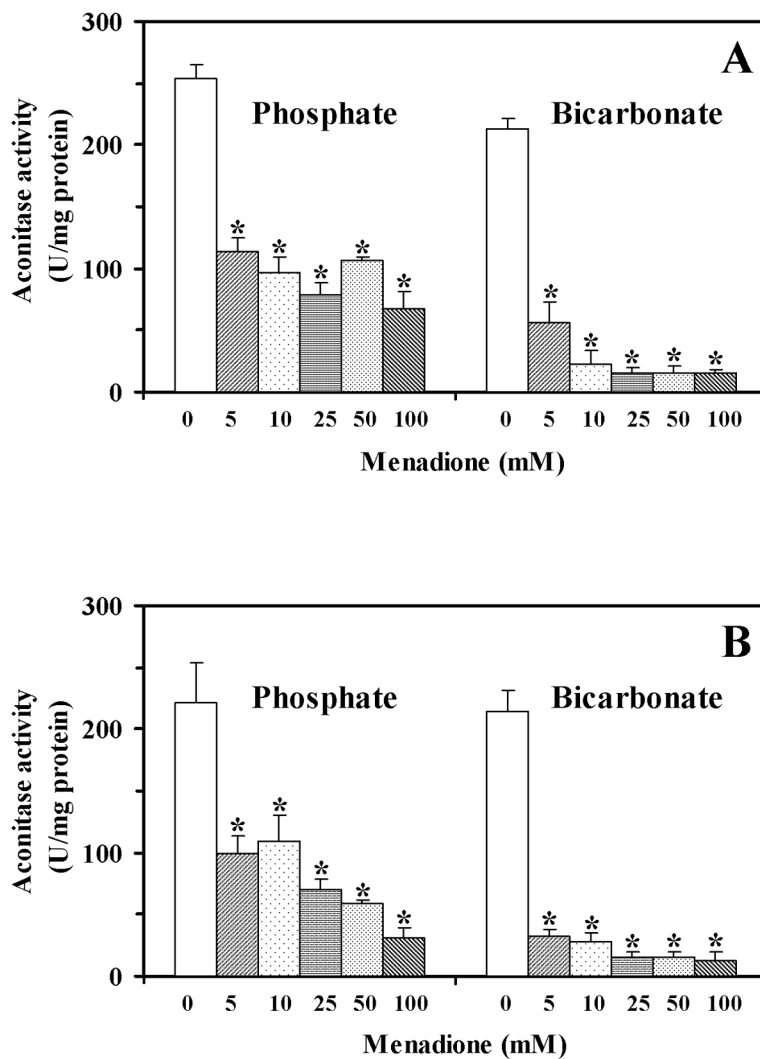 300
A
Phosphate
Bicarbonate
200
Aconitase activity
(U/mg protein)
* * * * *
* * * * *
100
0
0 5 10 25 50 100
0 5 10 25 50 100
Menadione (mM)
300
B
Phosphate
Bicarbonate
200
Aconitase activity
(U/mg protein)
* * * * *
* * * * *
100
0
0 5 10 25 50 100
0 5 10 25 50 100
Menadione (mM)